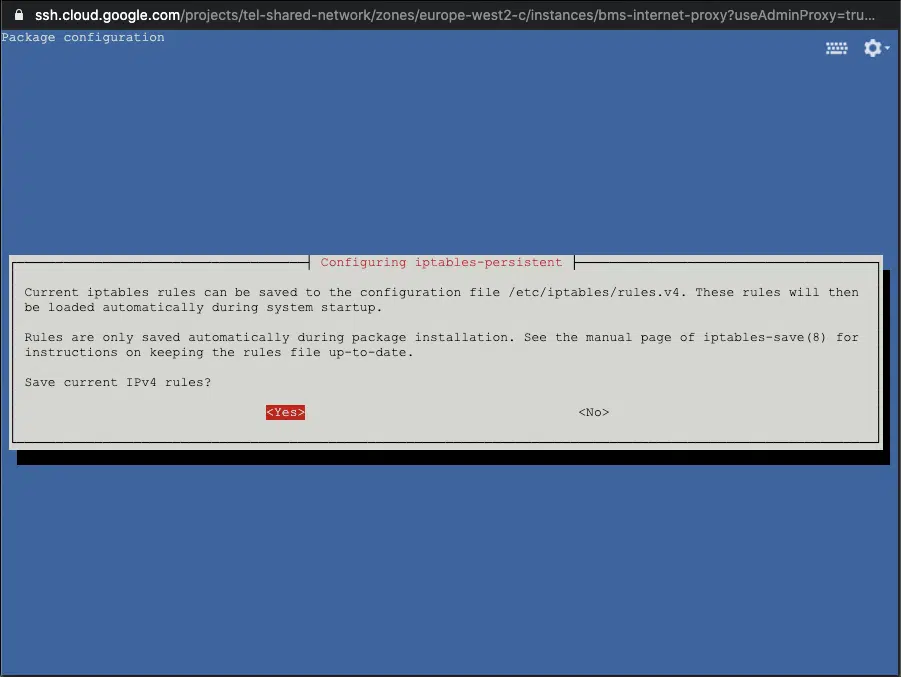 ssh.cloud.google.com/projects/tel-shared-network/zones/europe-west2-c/instances/bms-internet-proxy?useAdminProxy=tru...
Package configuration
Configuring iptables-persistent
Current iptables rules can be saved to the configuration file /etc/iptables/rules.v4. These rules will then
be loaded automatically during system startup.
Rules are only saved automatically during package installation. See the manual page of iptables-save(8) for
instructions on keeping the rules file up-to-date.
Save current IPv4 rules?
<Yes> <No>